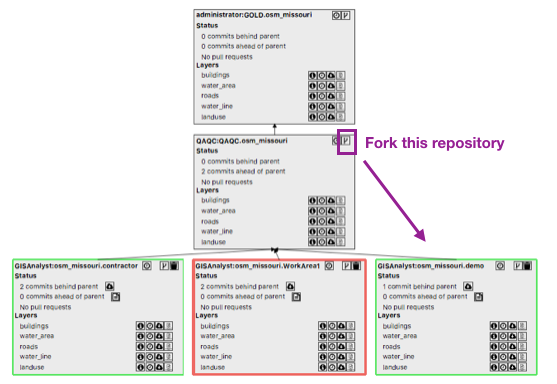 administrator:GOLD.osm_missouri
Status
0 commits behind parent
0 commits ahead of parent
No pull requests
Layers
buildings
water_area
roads
water_line
landuse
QAQC:QAQC.osm_missouri
Status
0 commits behind parent
2 commits ahead of parent
No pull requests
Layers
buildings
water_area
roads
water_line
landuse
Fork this repository
GISAnalyst:osm_missouri.contractor
Status
2 commits behind parent
0 commits ahead of parent
No pull requests
Layers
buildings
water_area
roads
water_line
landuse
GISAnalyst:osm_missouri.WorkArea1
Status
2 commits behind parent
0 commits ahead of parent
No pull requests
Layers
buildings
water_area
roads
water_line
landuse
GISAnalyst:osm_missouri.demo
Status
1 commit behind parent
0 commits ahead of parent
No pull requests
Layers
buildings
water_area
roads
water_line
landuse